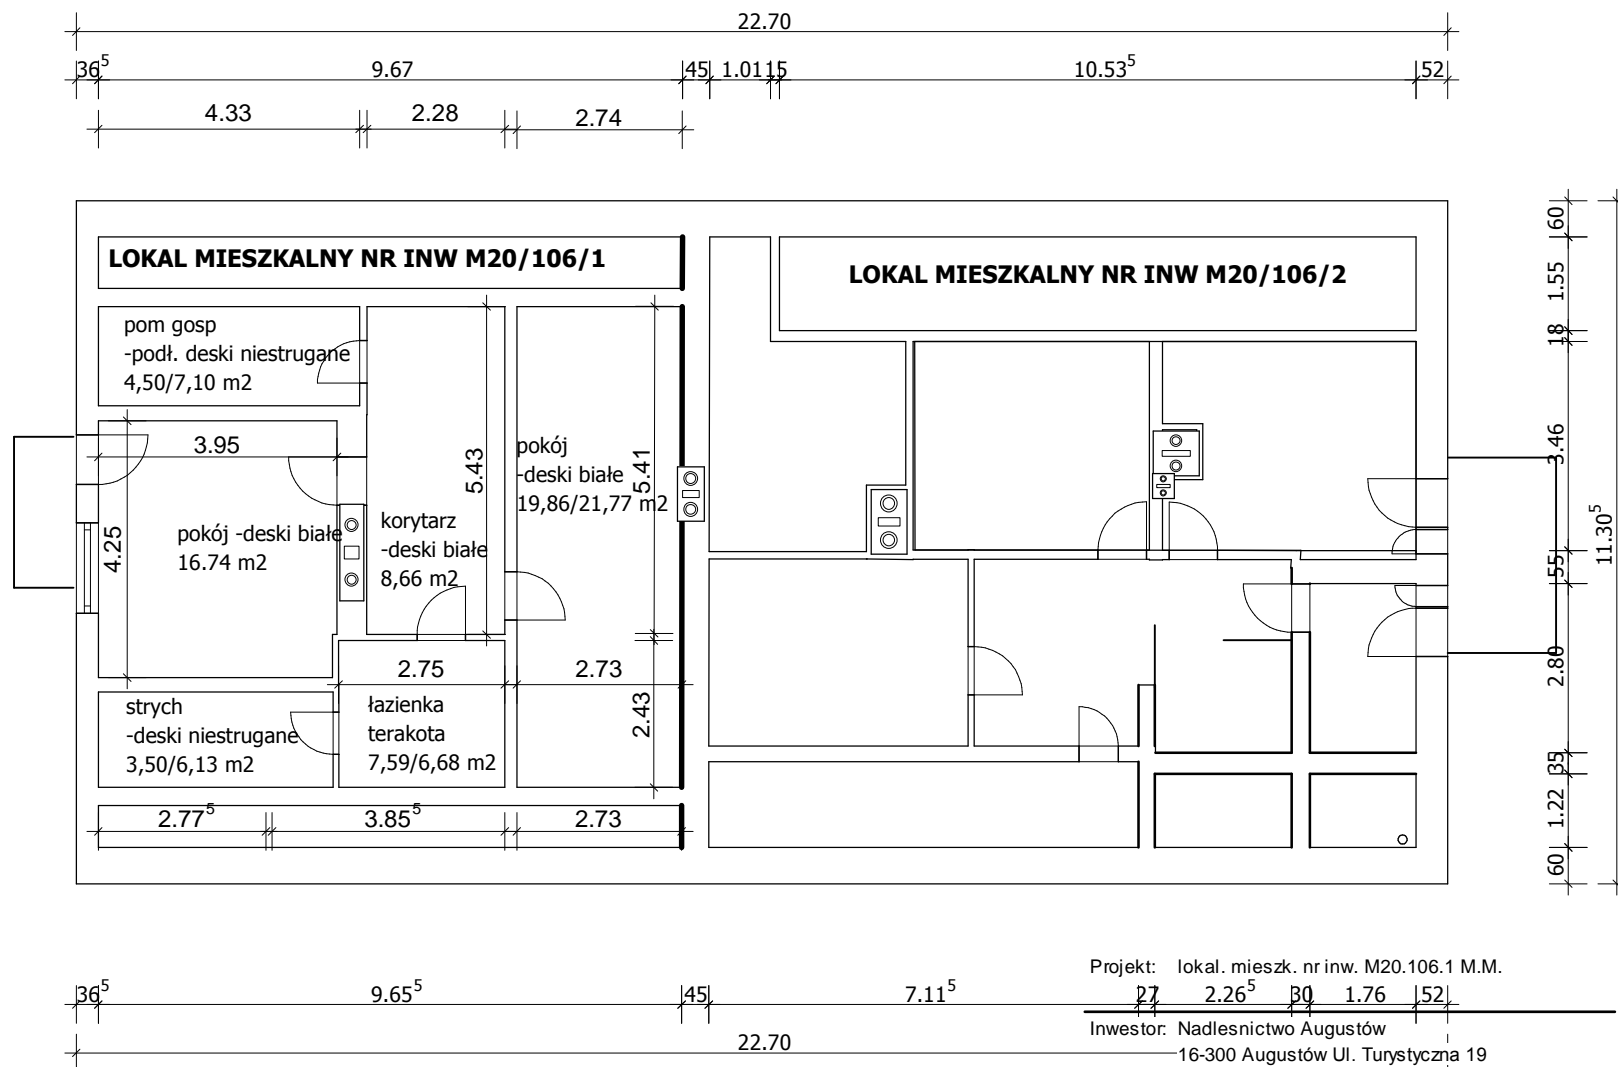 22.70
36⁵ 9.67 45 1.01 15 10.53⁵ 52
4.33 2.28 2.74
LOKAL MIESZKALNY NR INW M20/106/1
LOKAL MIESZKALNY NR INW M20/106/2
pom gosp
-podł. deski niestrugane
4,50/7,10 m2
3.95
4.25
pokój -deski białe
16.74 m2
korytarz
-deski białe
8,66 m2
5.43
pokój
-deski białe
19,86/21,77 m2
5.41
2.75 2.73
strych
-deski niestrugane
3,50/6,13 m2
łazienka
terakota
7,59/6,68 m2
2.43
2.77⁵ 3.85⁵ 2.73
60
1.55
18
3.46
55
2.80
35
1.22
60
11.30⁵
Projekt: lokal. mieszk. nr inw. M20.106.1 M.M.
36⁵ 9.65⁵ 45 7.11⁵ 27 2.26⁵ 30 1.76 52
Inwestor: Nadlesnictwo Augustów
22.70
16-300 Augustów Ul. Turystyczna 19